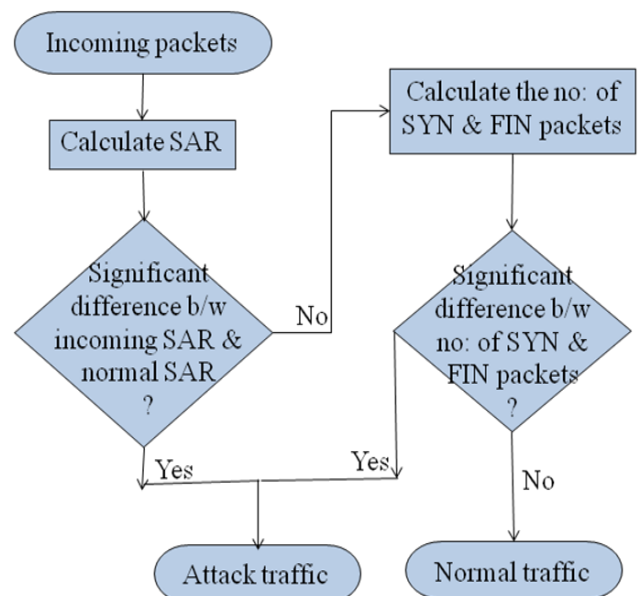 Incoming packets
Calculate SAR
Significant
difference b/w
incoming SAR &
normal SAR
?
No
Yes
Calculate the no: of
SYN & FIN packets
Significant
difference b/w
no: of SYN &
FIN packets
?
Yes
No
Attack traffic
Normal traffic